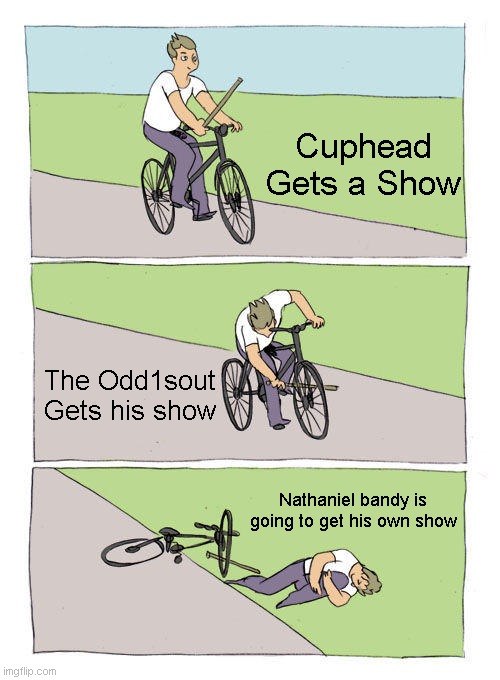 Cuphead
Gets a Show
The Odd1sout
Gets his show
Nathaniel bandy is
going to get his own show
imgflip.com